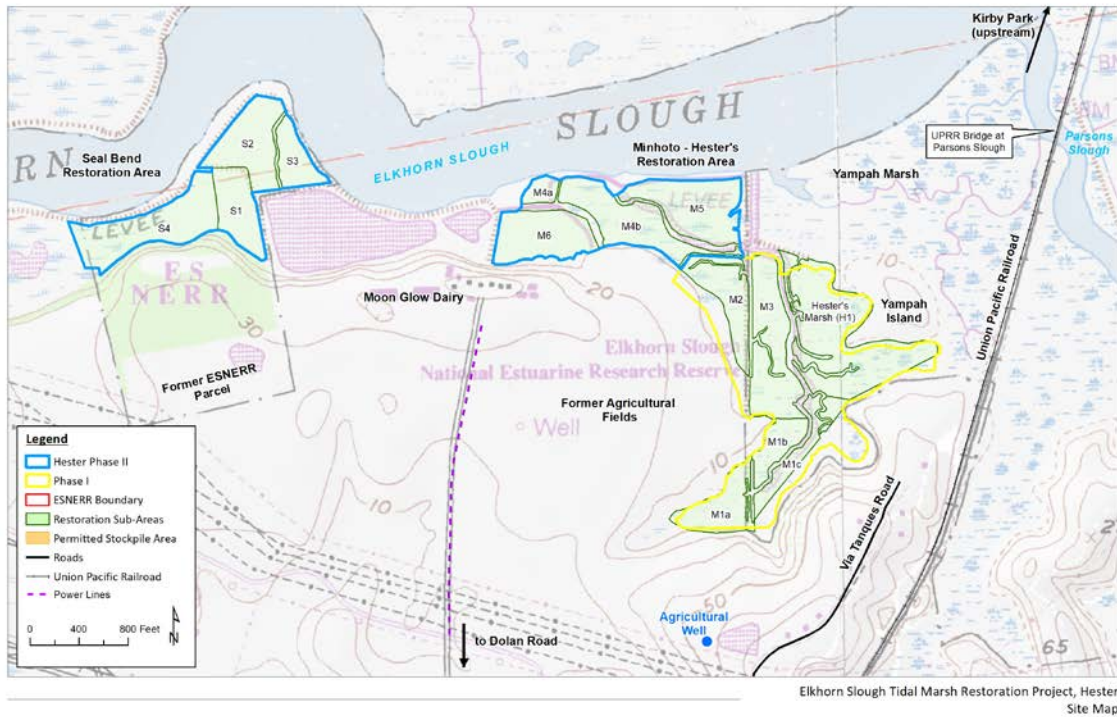 Kirby Park
(upstream)
BM
SLOUGH
UPRR Bridge at
Parsons Slough
BM
Parsons
Slough
S2
Seal Bend
Restoration Area
S3
ELKHORN SLOUGH
Minhoto - Hester's
Restoration Area
RN
Yampah Marsh
M4a
S1
M5
LEVEE
LEVEE
S4
M6
M4b
ES
NERR
10
Moon Glow Dairy
20
M2
M3
Hester's
Marsh (H1)
Yampah
Island
30
Union Pacific Railroad
Elkhorn Slough
National Estuarine Research Reserve
Former ESNERR
Parcel
Former Agricultural
Fields
Well
M1b
10
M1c
10
10
M1a
Via Tanques Road
50
Agricultural
Well
to Dolan Road
65
Legend
Hester Phase II
Phase I
ESNERR Boundary
Restoration Sub-Areas
Permitted Stockpile Area
Roads
Union Pacific Railroad
Power Lines
0 400 800 Feet
N
Elkhorn Slough Tidal Marsh Restoration Project, Hester
Site Map